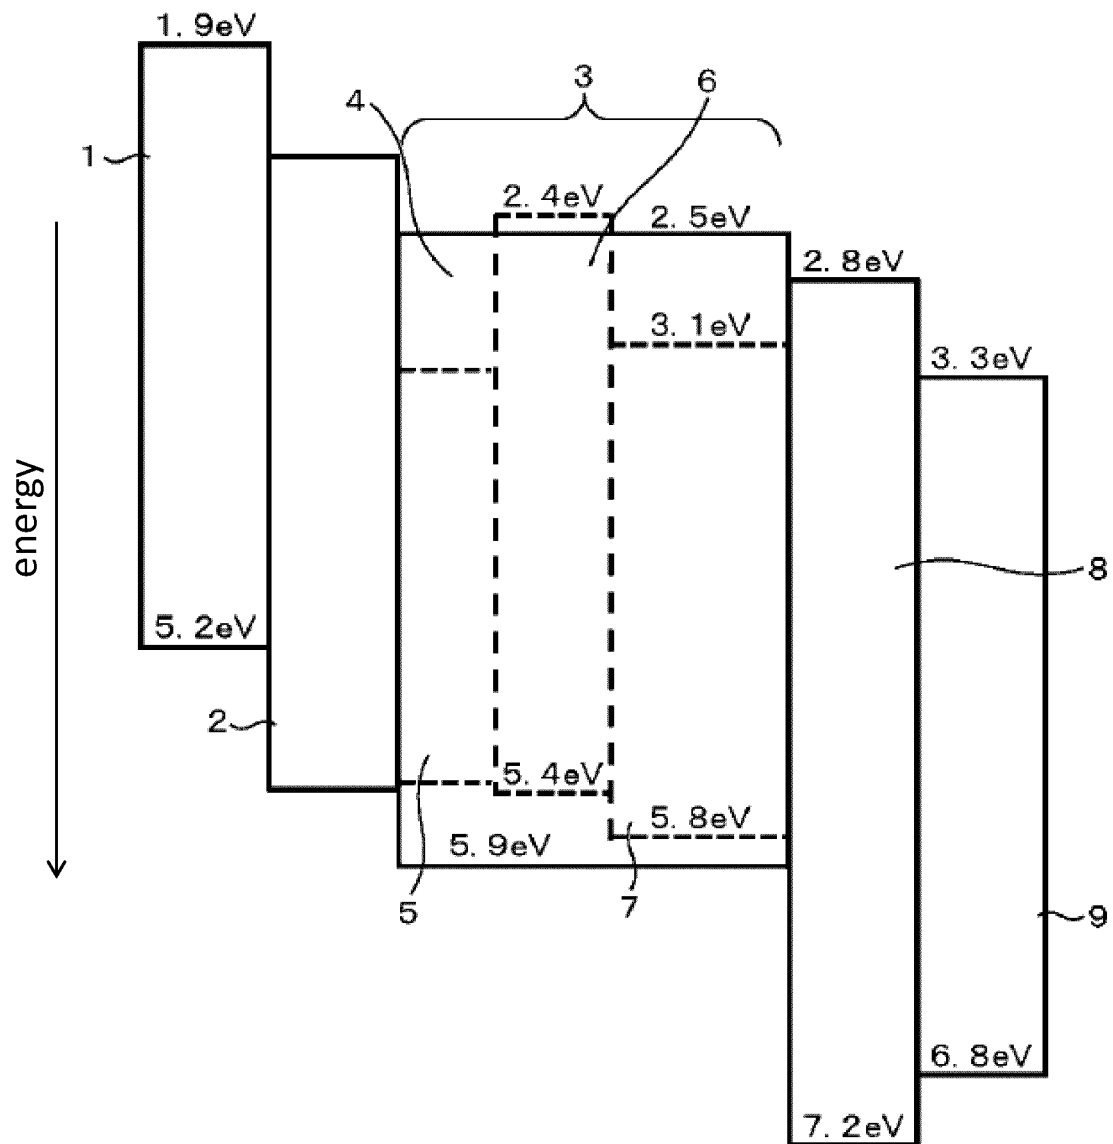 1. 9eV
3
4
6
1
2. 4eV
2. 5eV
2. 8eV
3. 1eV
3. 3eV
energy
8
5. 2eV
2
5. 4eV
5. 8eV
5. 9eV
5
7
9
6. 8eV
7. 2eV